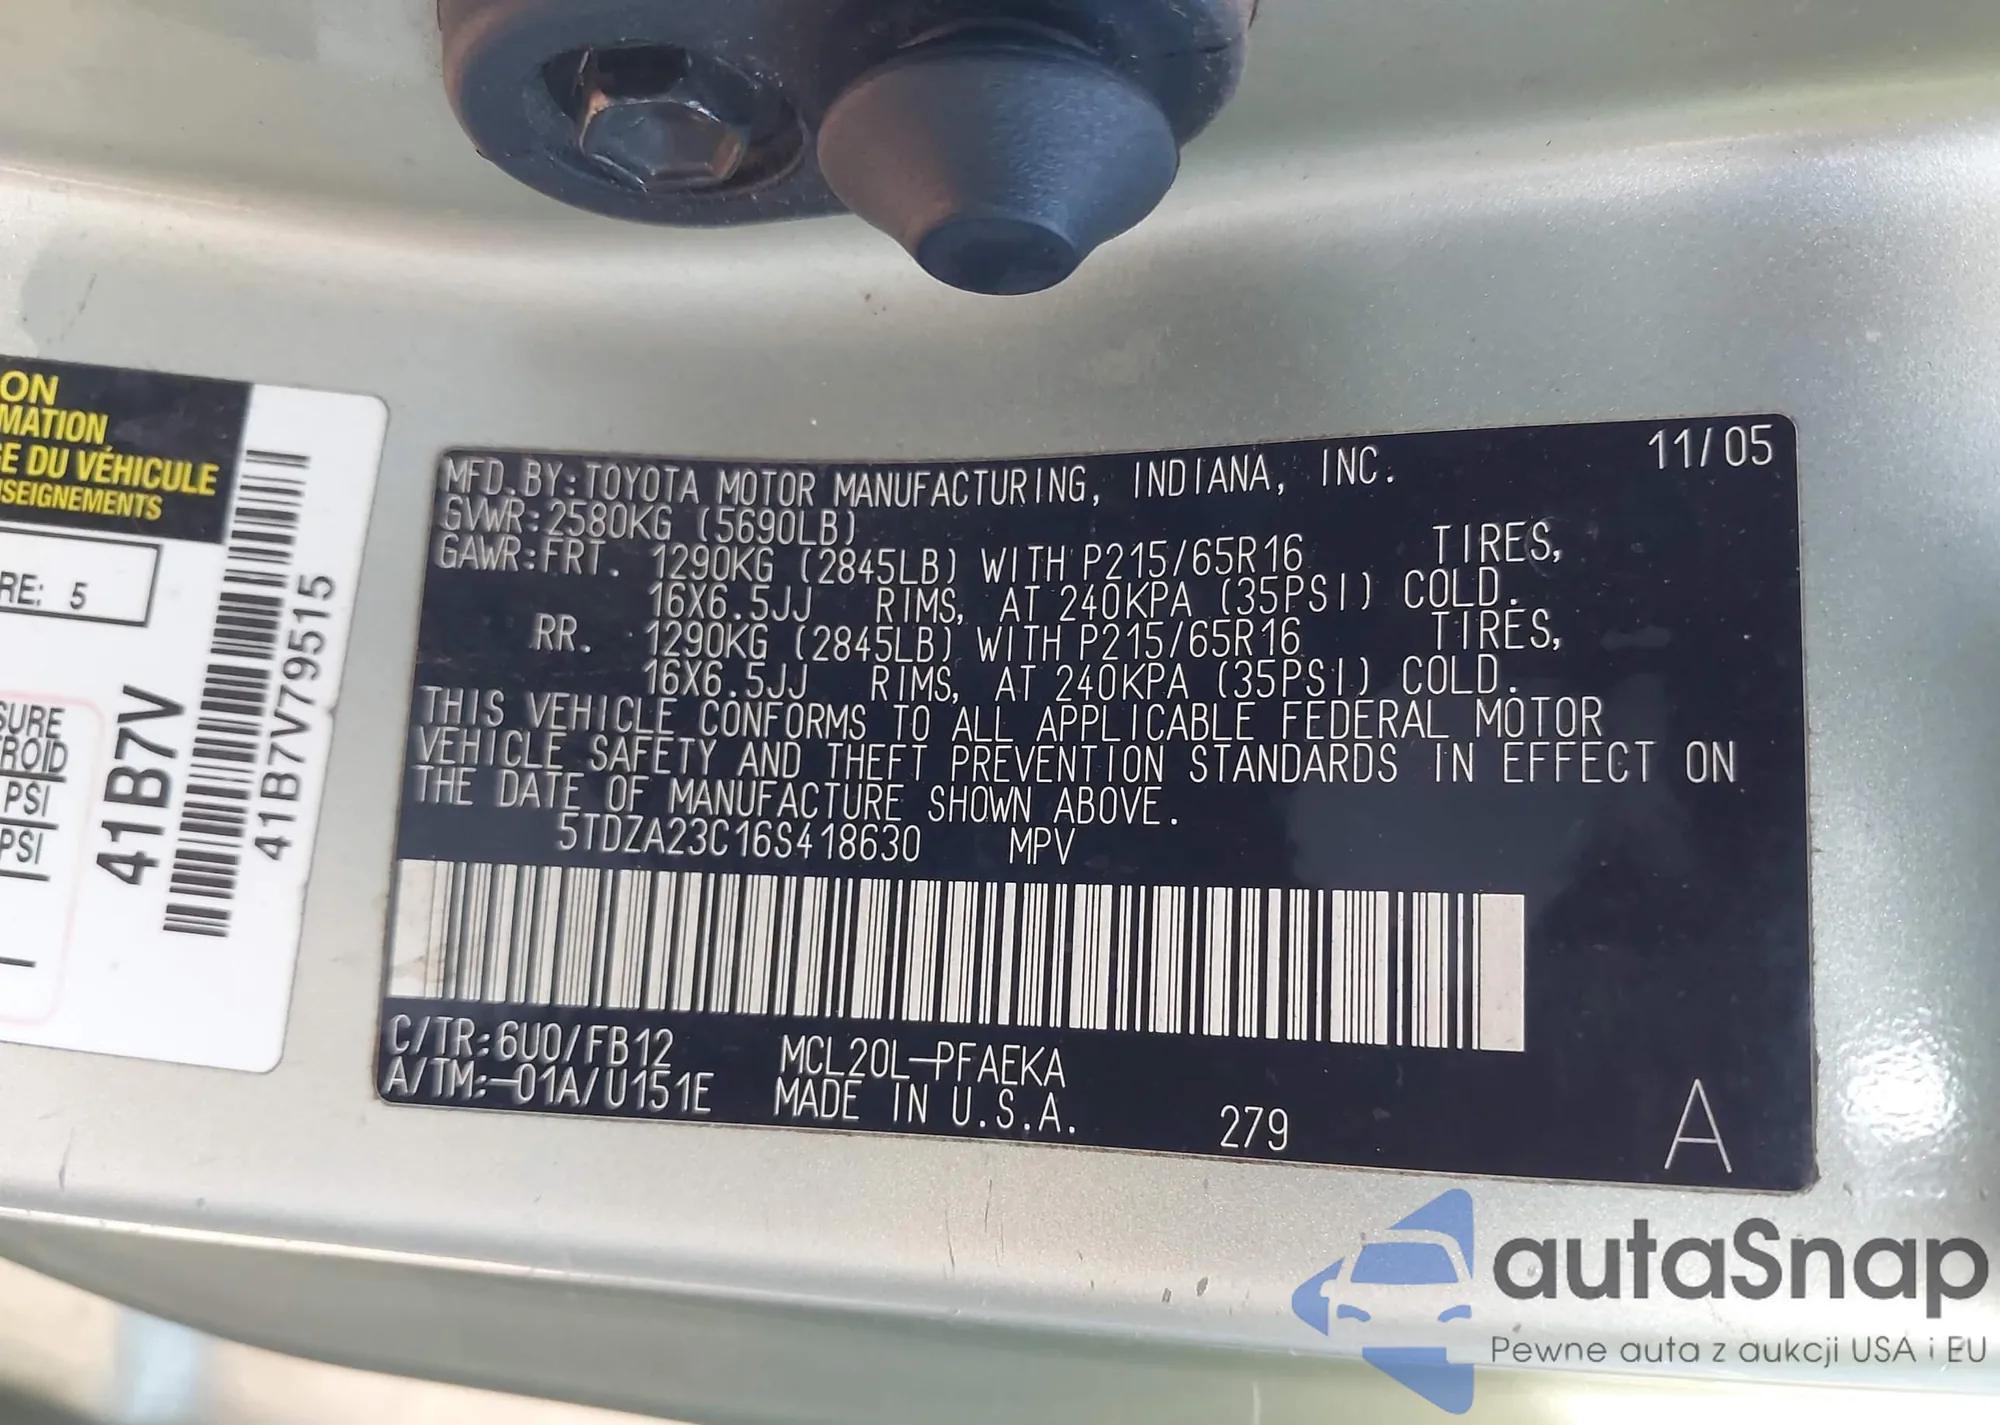 ON
MATION
E DU VÉHICULE
NSEIGNEMENTS
RE: 5
SURE
ROID
PSI
PSI
41B7V
41B7V79515
11/05
MFD.BY:TOYOTA MOTOR MANUFACTURING, INDIANA, INC.
GVWR:2580KG (5690LB)
GAWR:FRT. 1290KG (2845LB) WITH P215/65R16 TIRES,
16X6.5JJ RIMS, AT 240KPA (35PSI) COLD.
RR. 1290KG (2845LB) WITH P215/65R16 TIRES,
16X6.5JJ RIMS, AT 240KPA (35PSI) COLD.
THIS VEHICLE CONFORMS TO ALL APPLICABLE FEDERAL MOTOR
VEHICLE SAFETY AND THEFT PREVENTION STANDARDS IN EFFECT ON
THE DATE OF MANUFACTURE SHOWN ABOVE.
5TDZA23C16S418630 MPV
C/TR:6U0/FB12 MCL20L-PFAEKA
A/TM:-01A/U151E MADE IN U.S.A. 279 A
autaSnap
Pewne auta z aukcji USA i EU